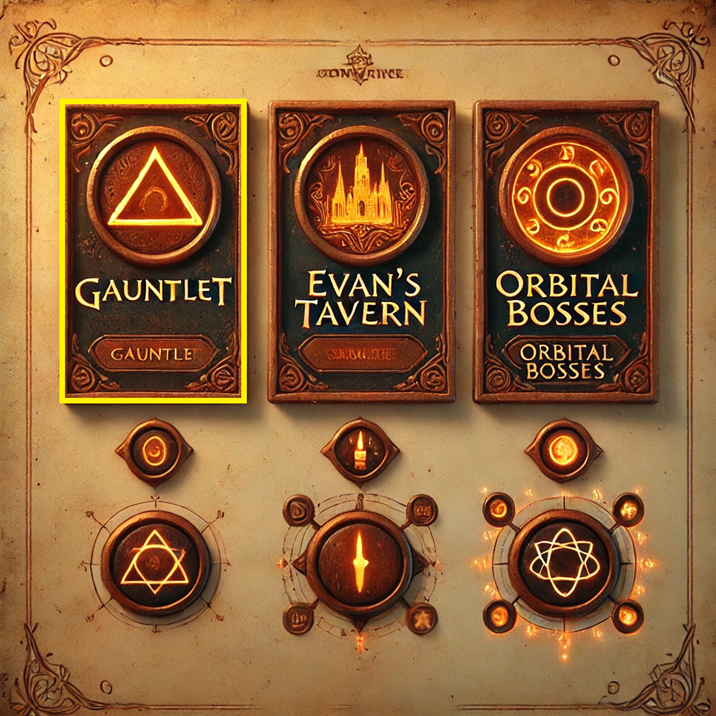 GAUNTLET
GAUNTLE
EVAN'S
TAVERN
ORBITAL
BOSSES
ORBITAL
BOSSES